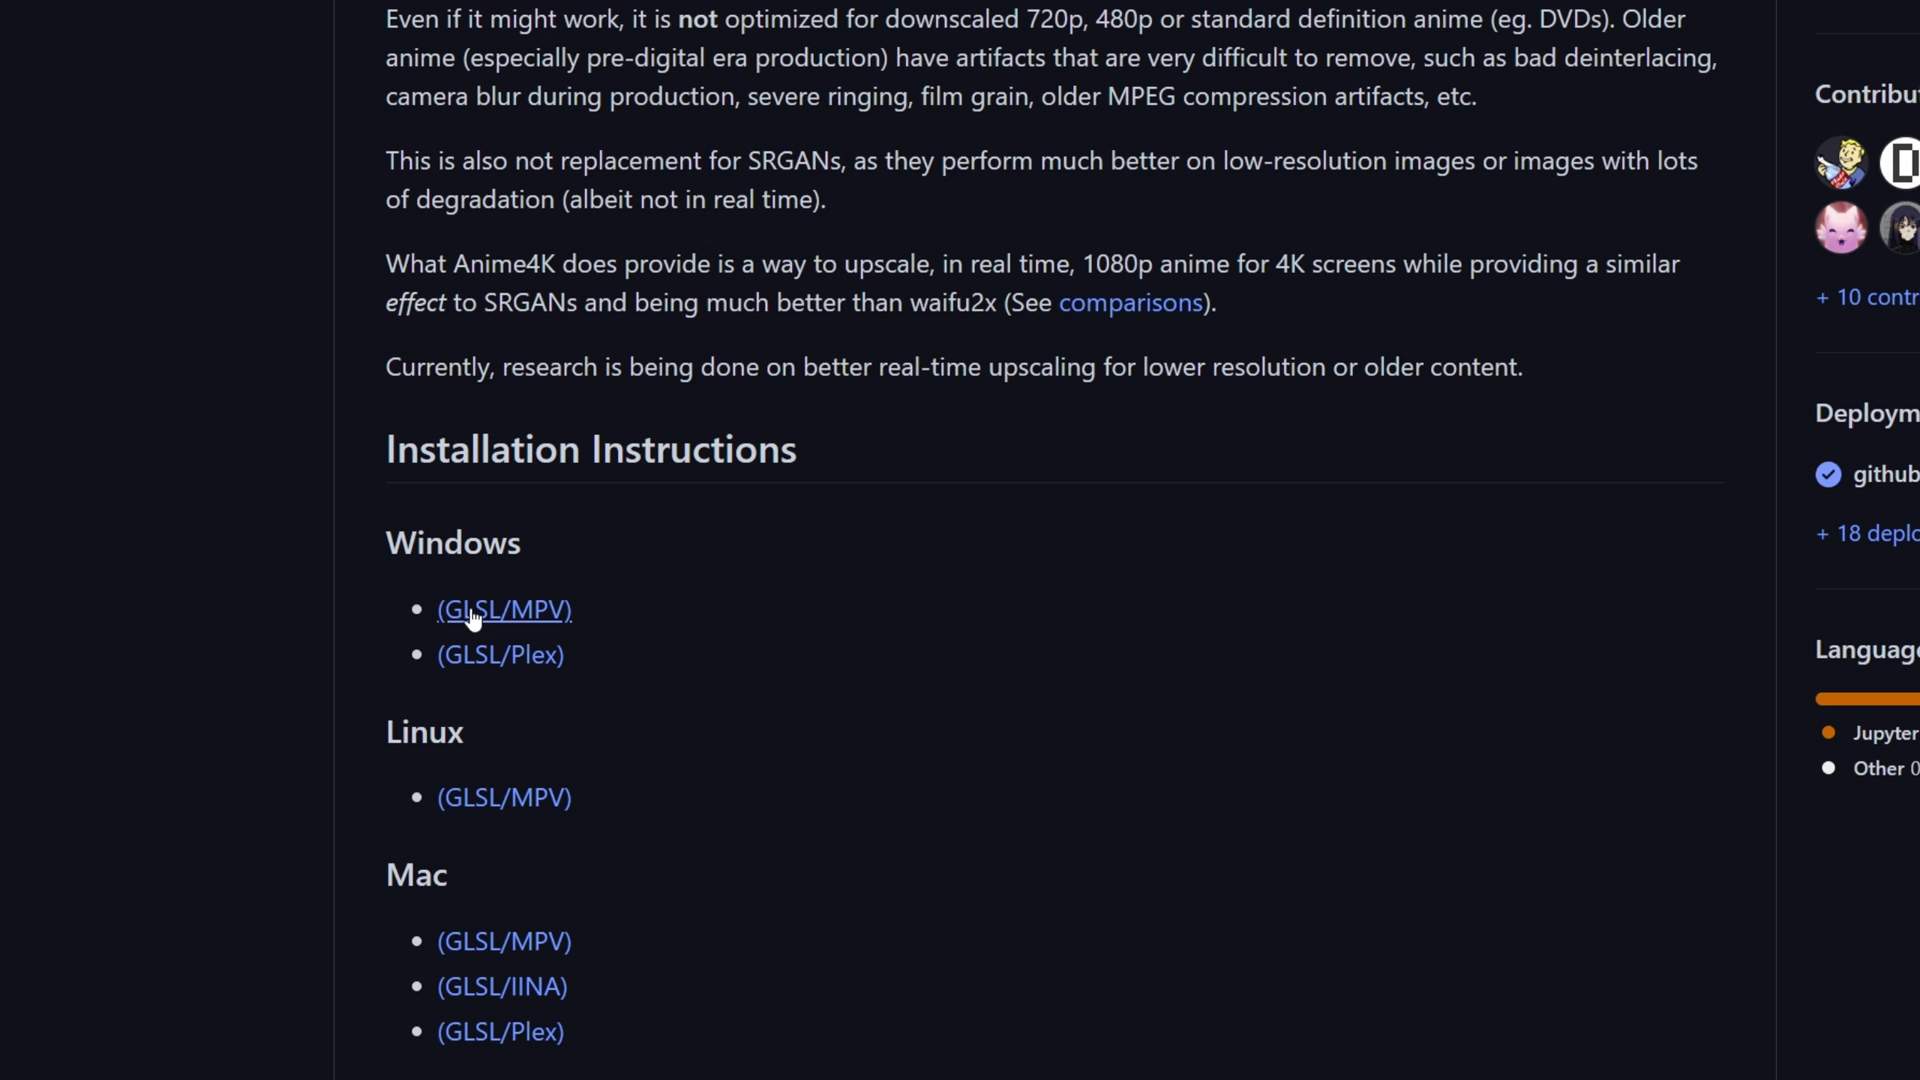 Even if it might work, it is not optimized for downscaled 720p, 480p or standard definition anime (eg. DVDs). Older
anime (especially pre-digital era production) have artifacts that are very difficult to remove, such as bad deinterlacing,
camera blur during production, severe ringing, film grain, older MPEG compression artifacts, etc.
This is also not replacement for SRGANs, as they perform much better on low-resolution images or images with lots
of degradation (albeit not in real time).
What Anime4K does provide is a way to upscale, in real time, 1080p anime for 4K screens while providing a similar
effect to SRGANs and being much better than waifu2x (See comparisons).
Currently, research is being done on better real-time upscaling for lower resolution or older content.
Installation Instructions
Windows
(GLSL/MPV)
(GLSL/Plex)
Linux
(GLSL/MPV)
Mac
(GLSL/MPV)
(GLSL/IINA)
(GLSL/Plex)
Contribu
+ 10 contr
Deploym
github
+ 18 deplo
Language
Jupyter
Other 0